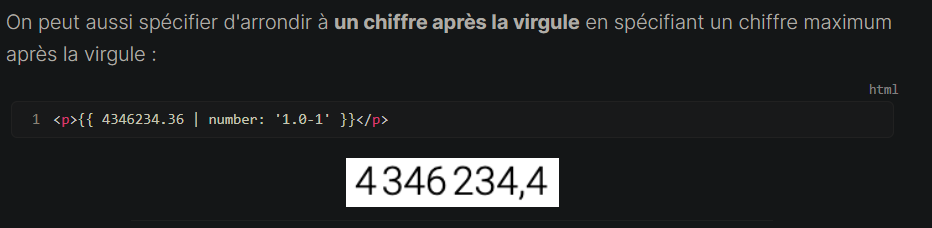 On peut aussi spécifier d'arrondir à un chiffre après la virgule en spécifiant un chiffre maximum
après la virgule :
html
1 <p>{{ 4346234.36 | number: '1.0-1' }}</p>
4 346 234,4